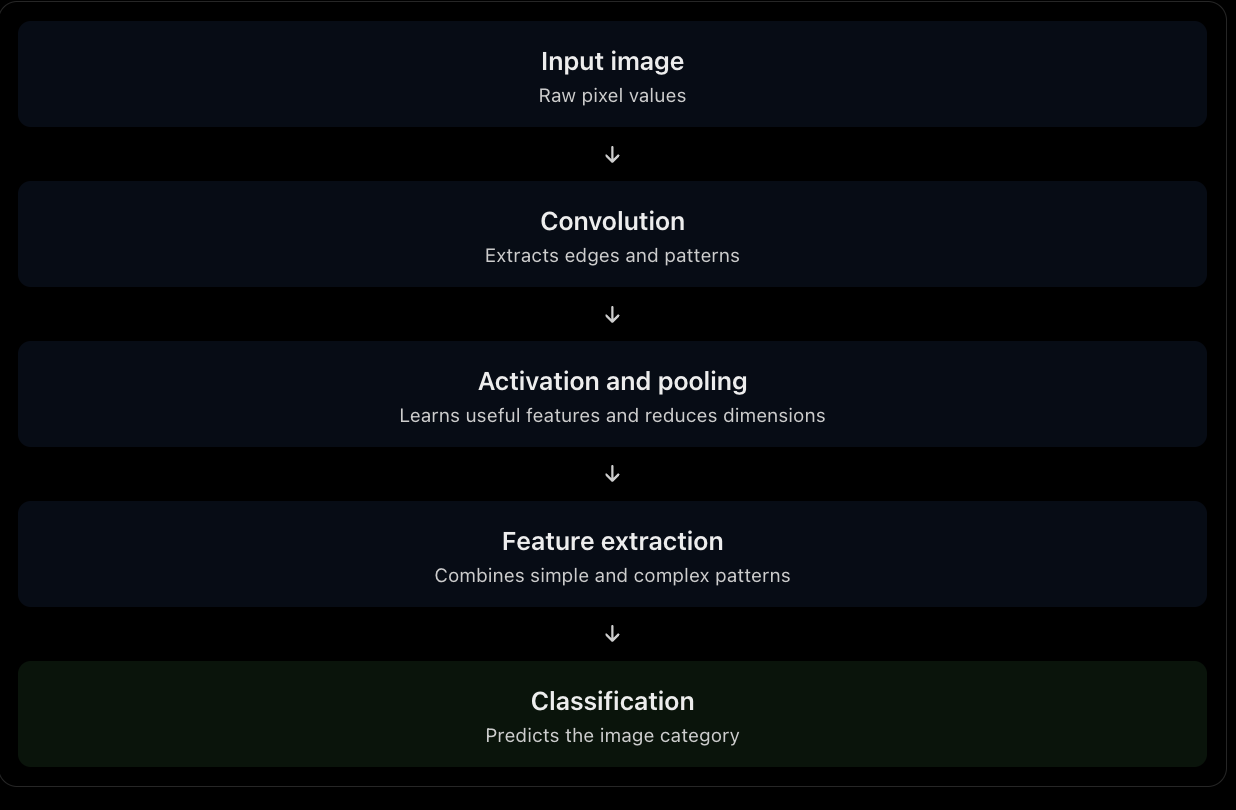 Input image
Raw pixel values
↓
Convolution
Extracts edges and patterns
↓
Activation and pooling
Learns useful features and reduces dimensions
↓
Feature extraction
Combines simple and complex patterns
↓
Classification
Predicts the image category